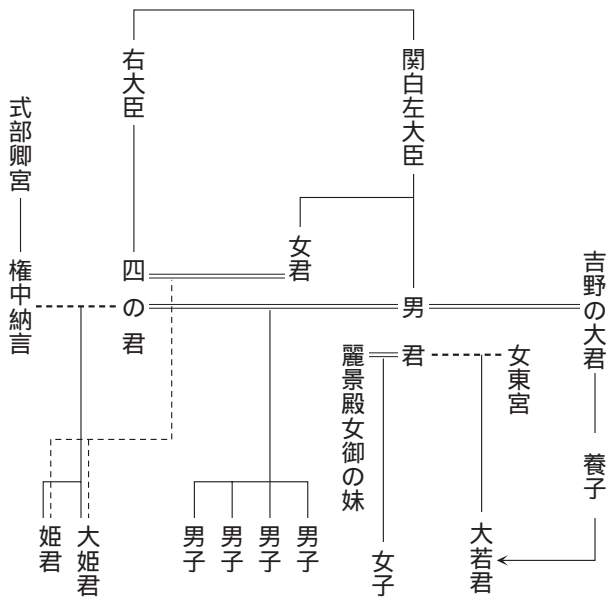 関白左大臣
右大臣
式部卿宮
女君
吉野の大君
男君
四の君
権中納言
女東宮
麗景殿女御の妹
養子
大若君
女子
男子
男子
男子
男子
大姫君
姫君